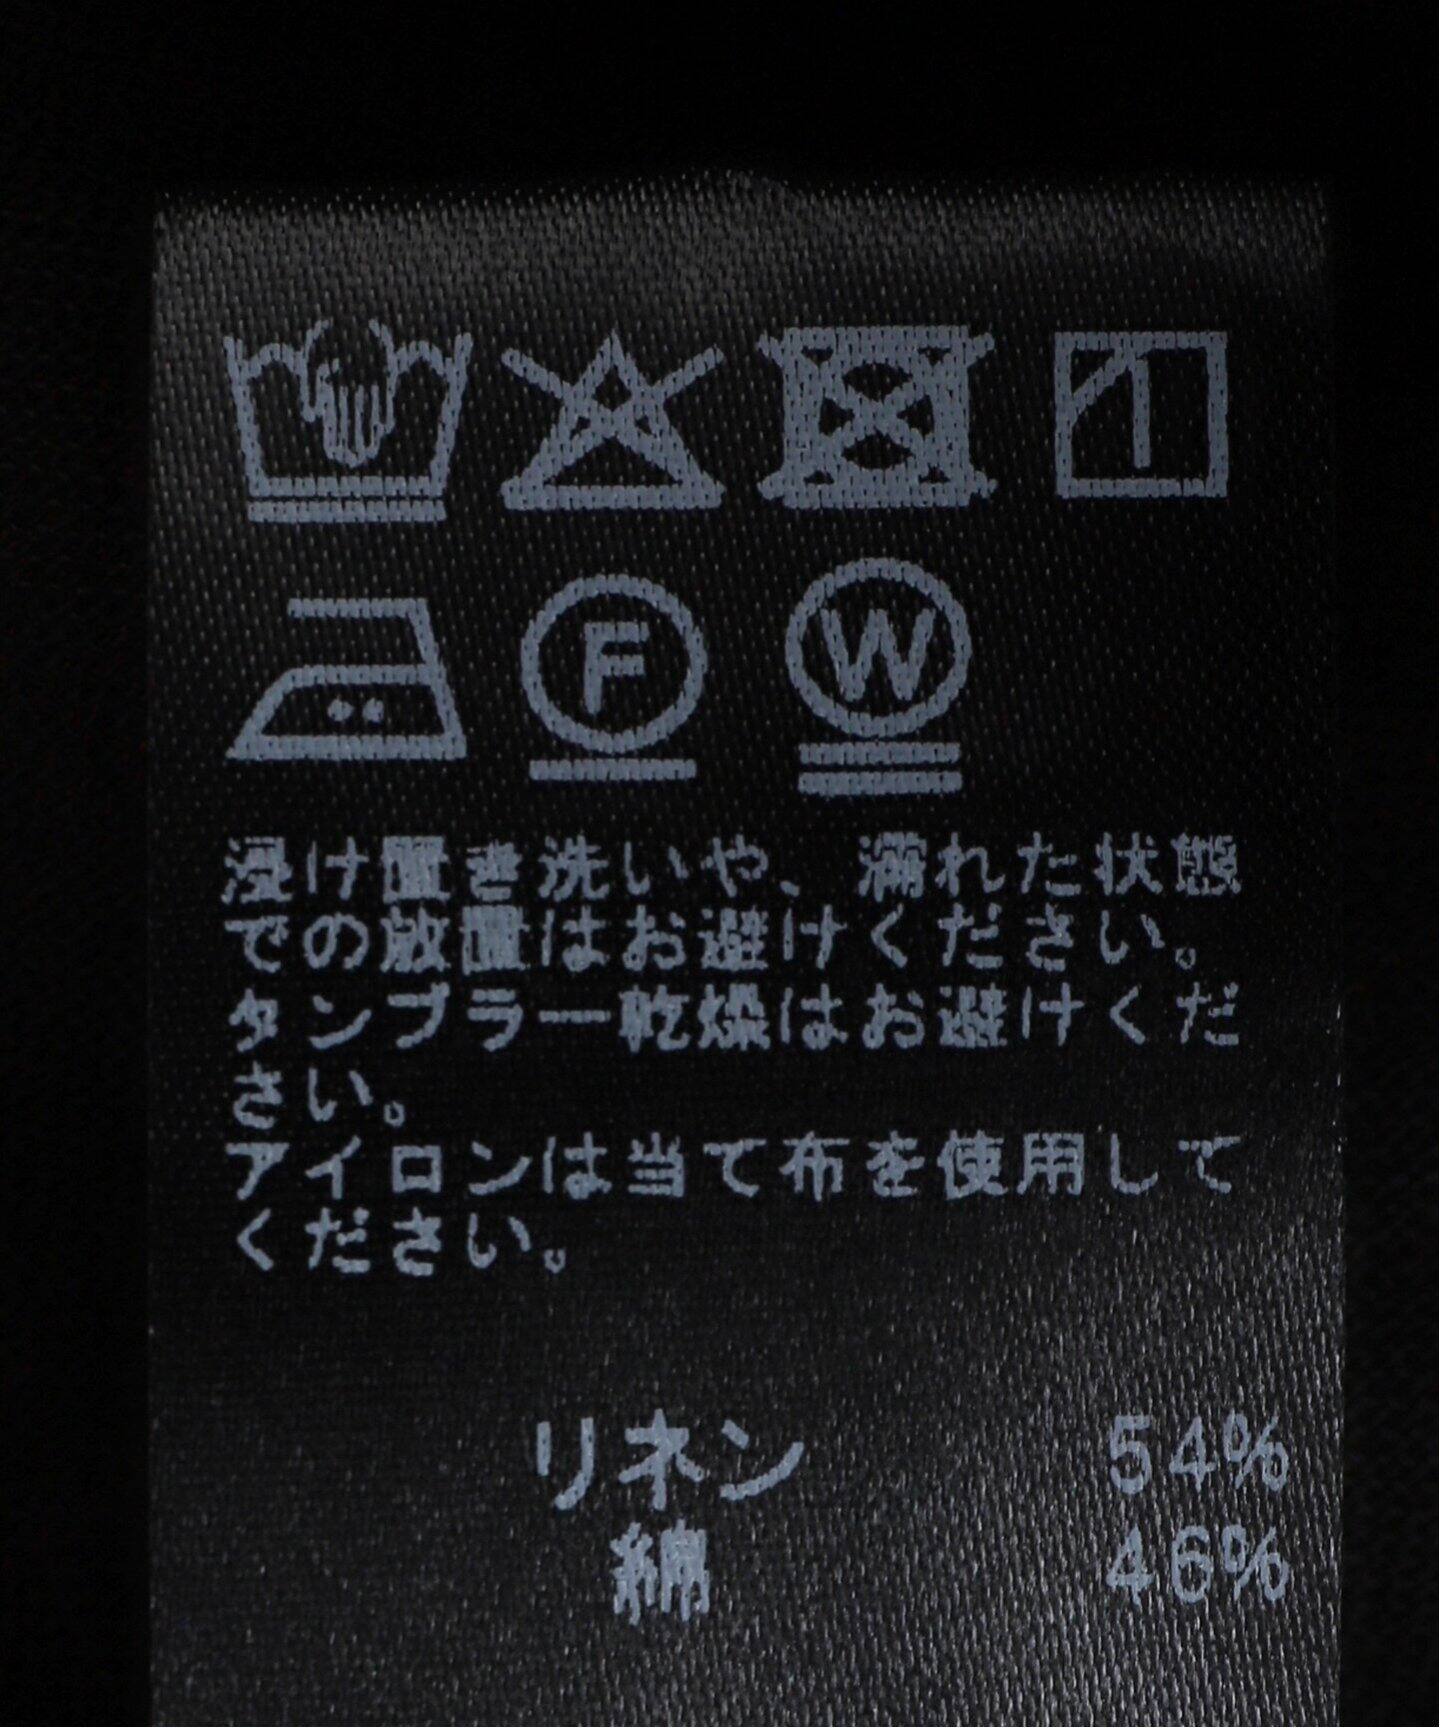 F W
浸け置き洗いや、濡れた状態
での放置はお避けください。
タンブラー乾燥はお避けくだ
さい。
アイロンは当て布を使用して
ください。
リネン 54%
綿 46%